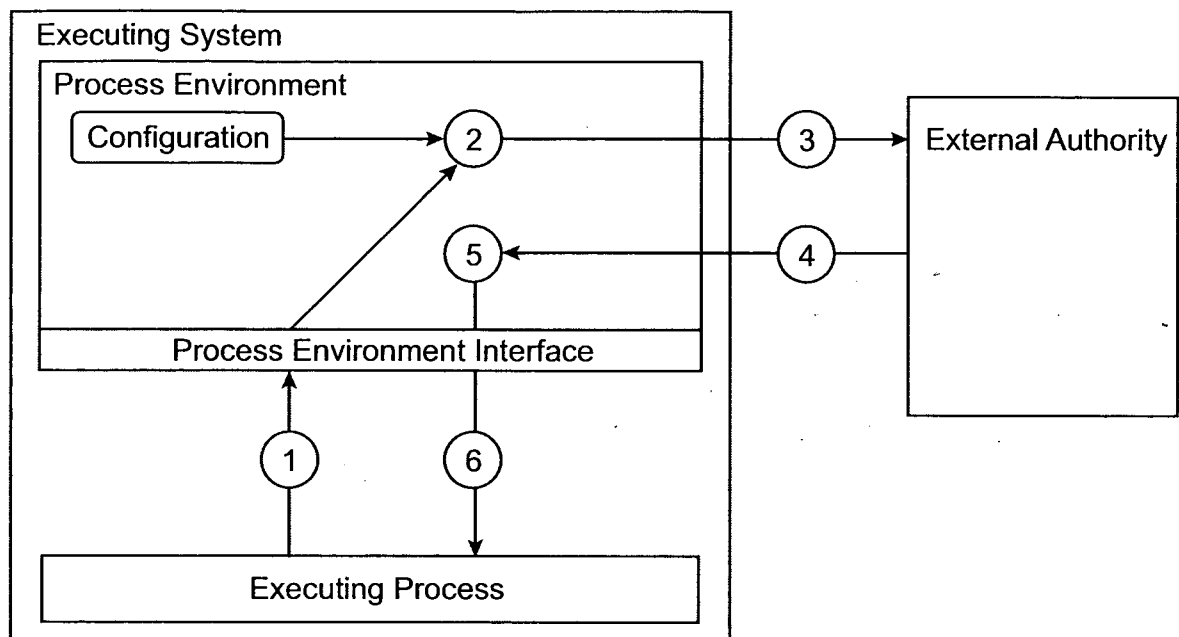 Executing System
Process Environment
Configuration
2
3
External Authority
5
4
Process Environment Interface
1
6
Executing Process